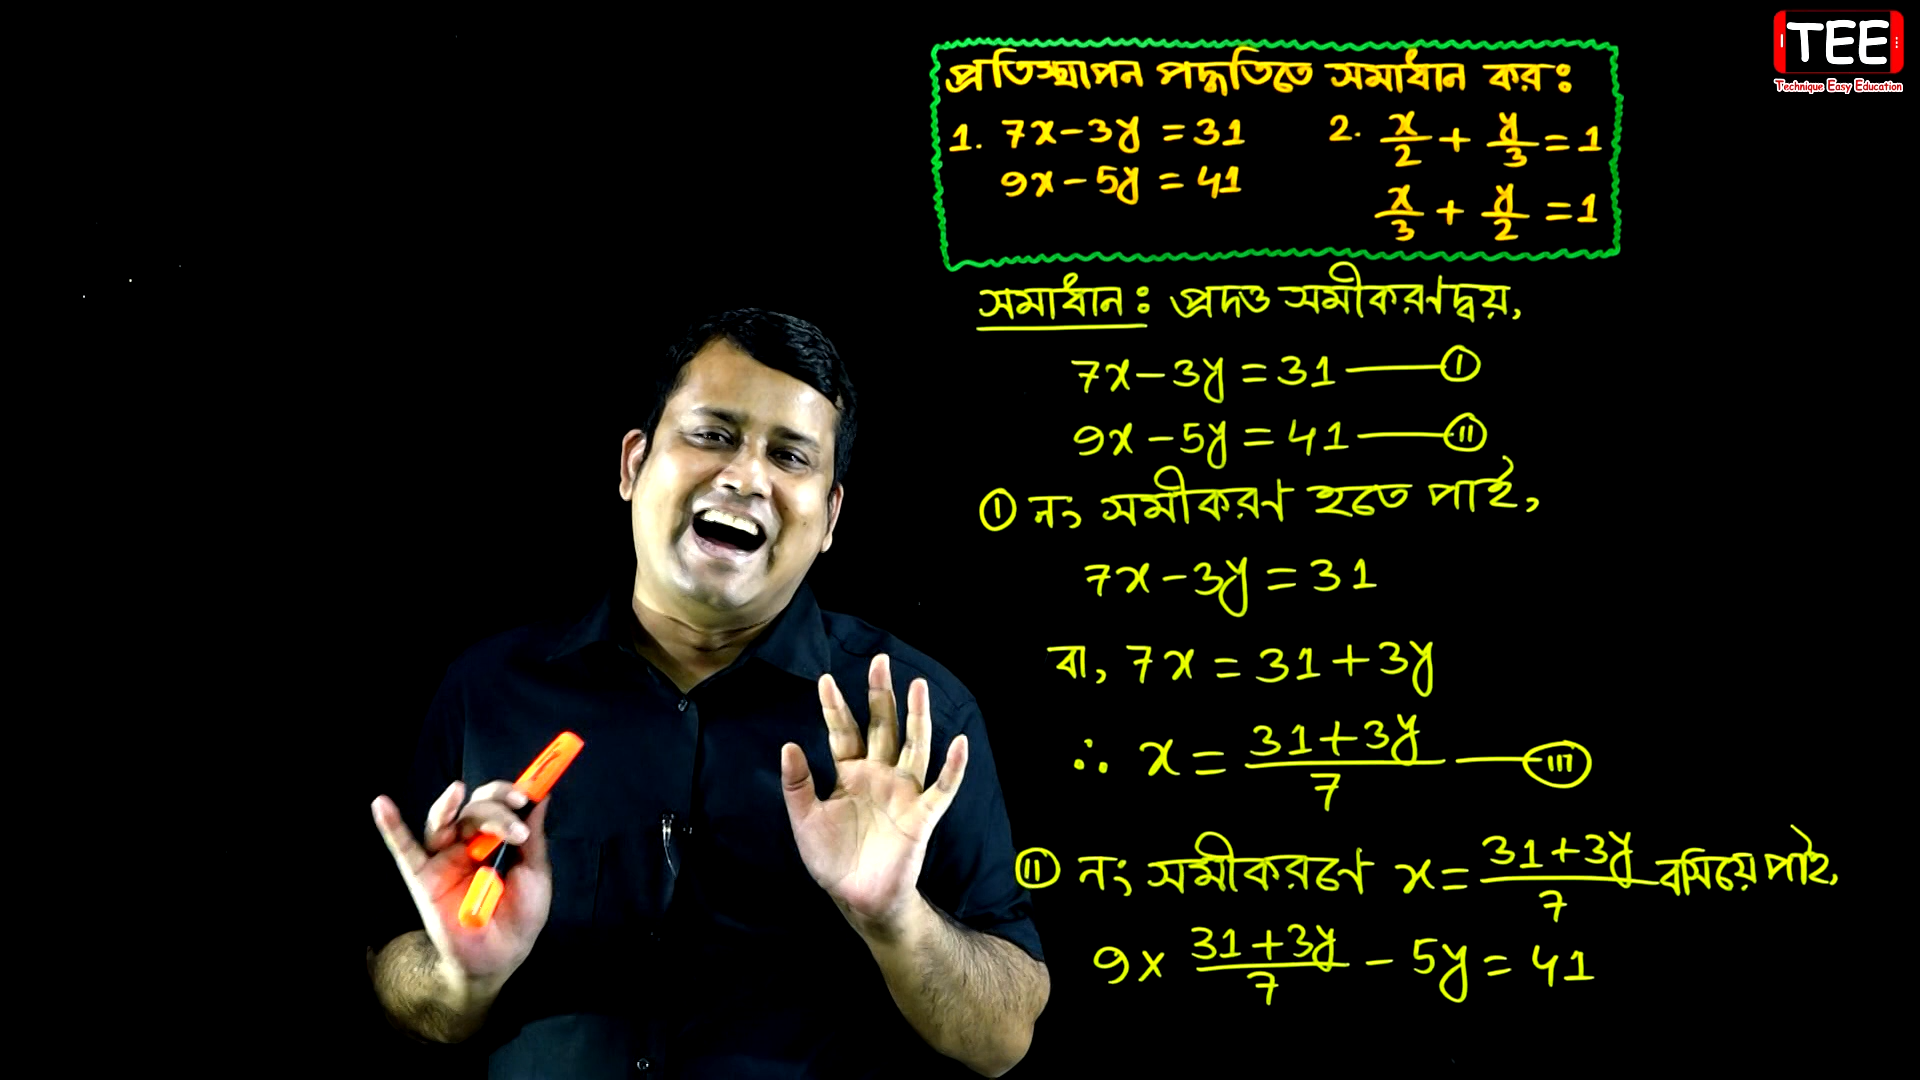 TEE
Technique Easy Education
প্রতিস্থাপন পদ্ধতিতে সমাধান কর:
1. 7x-3y = 31
9x-5y = 41
2. x/2 + y/3 = 1
x/3 + y/2 = 1
সমাধান: প্রদত্ত সমীকরণদ্বয়,
7x-3y = 31 —— (i)
9x-5y = 41 —— (ii)
(i) নং সমীকরণ হতে পাই,
7x-3y = 31
বা, 7x = 31+3y
∴ x = (31+3y)/7 —— (iii)
(ii) নং সমীকরণে x = (31+3y)/7 বসিয়ে পাই,
9 x (31+3y)/7 - 5y = 41